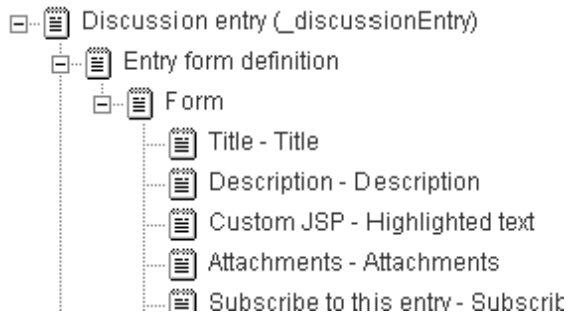 Discussion entry (_discussionEntry)
Entry form definition
Form
Title - Title
Description - Description
Custom JSP - Highlighted text
Attachments - Attachments
Subscribe to this entry - Subscrib